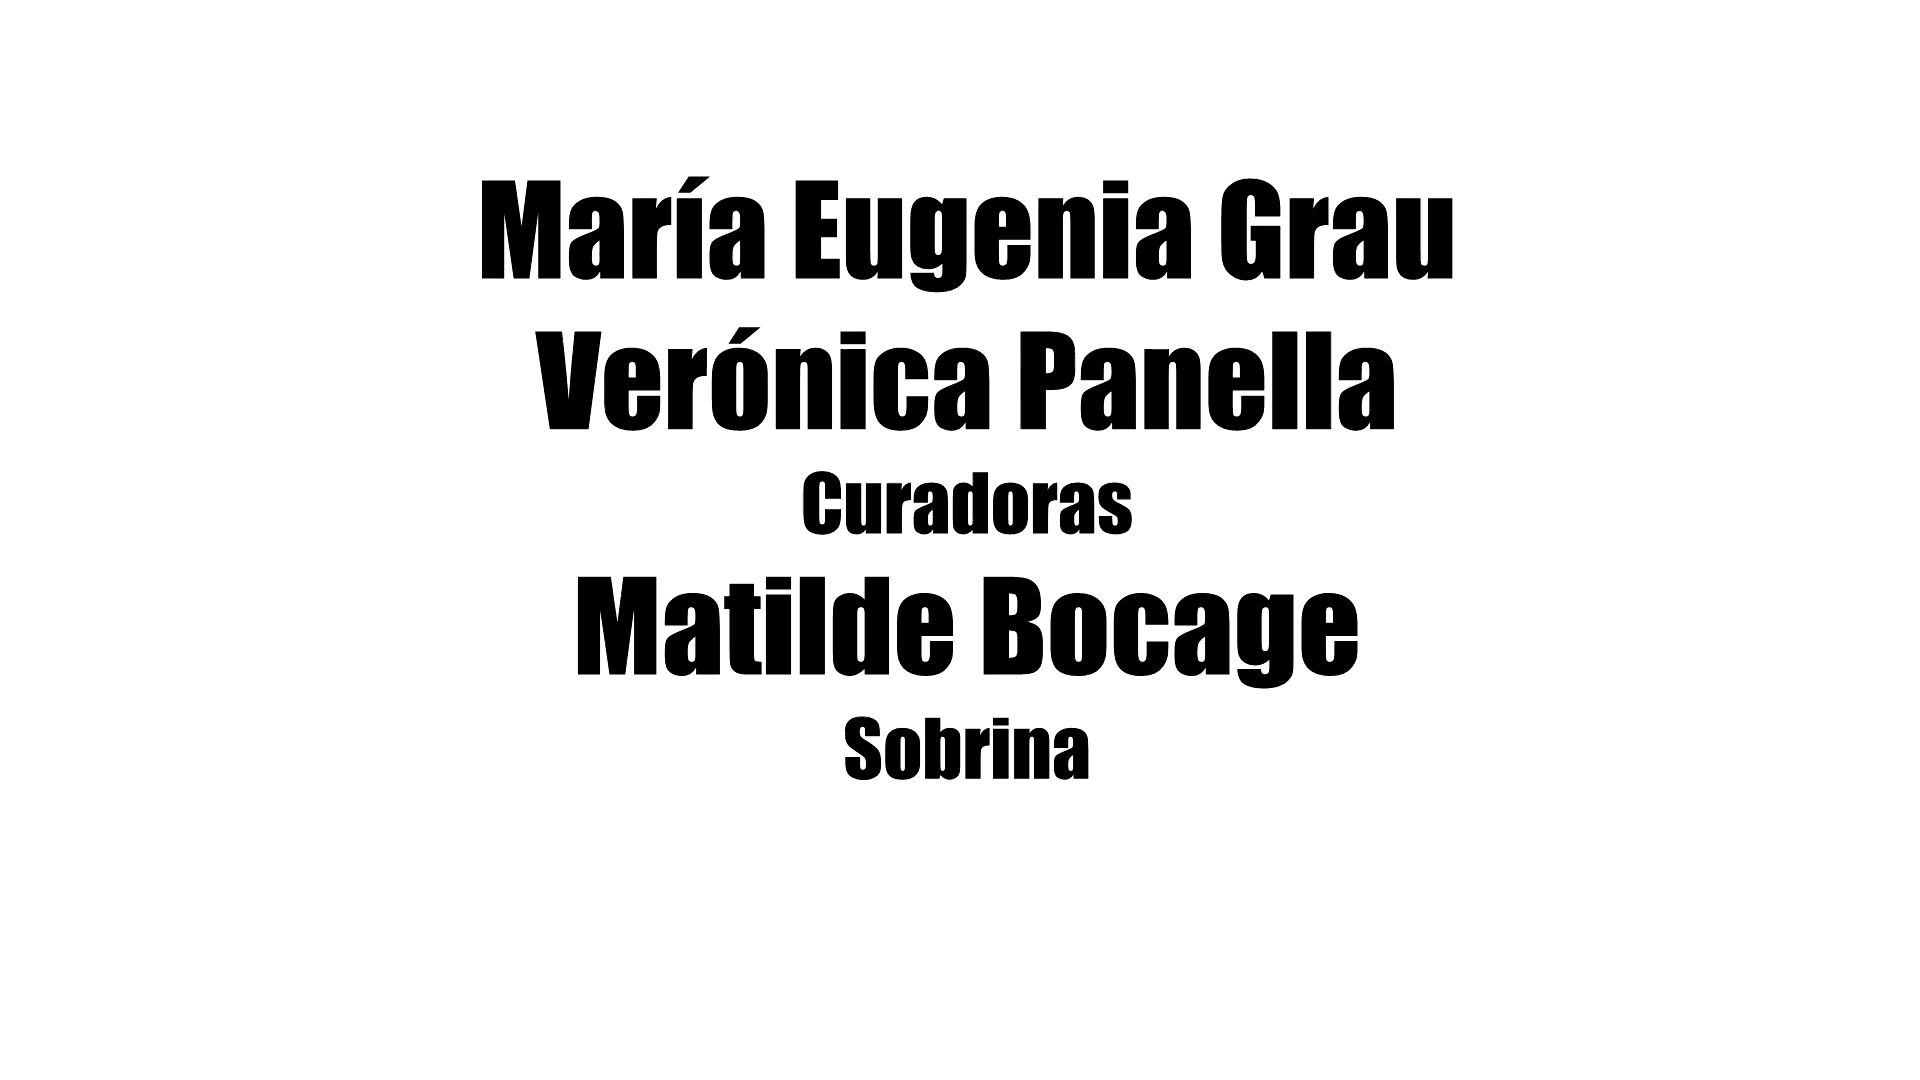 María Eugenia Grau
Verónica Panella
Curadoras
Matilde Bocage
Sobrina